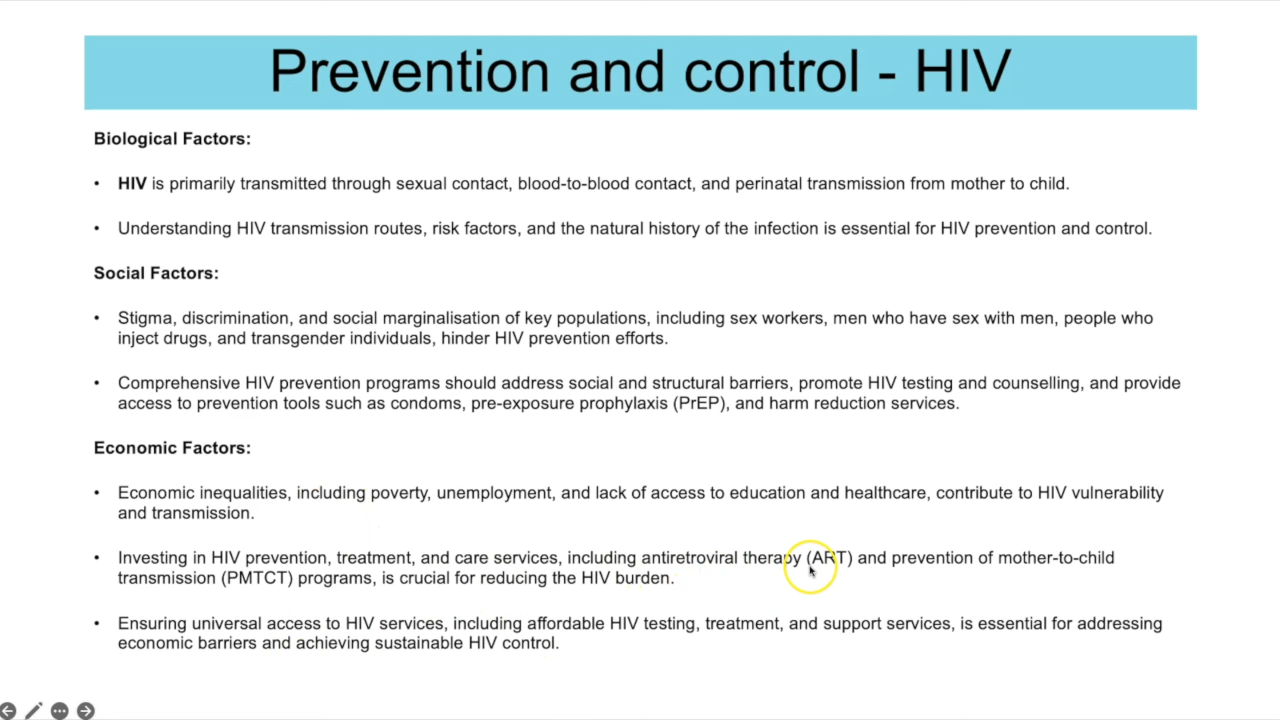 Prevention and control - HIV
Biological Factors:
• HIV is primarily transmitted through sexual contact, blood-to-blood contact, and perinatal transmission from mother to child.
• Understanding HIV transmission routes, risk factors, and the natural history of the infection is essential for HIV prevention and control.
Social Factors:
• Stigma, discrimination, and social marginalisation of key populations, including sex workers, men who have sex with men, people who
inject drugs, and transgender individuals, hinder HIV prevention efforts.
• Comprehensive HIV prevention programs should address social and structural barriers, promote HIV testing and counselling, and provide
access to prevention tools such as condoms, pre-exposure prophylaxis (PrEP), and harm reduction services.
Economic Factors:
• Economic inequalities, including poverty, unemployment, and lack of access to education and healthcare, contribute to HIV vulnerability
and transmission.
• Investing in HIV prevention, treatment, and care services, including antiretroviral therapy (ART) and prevention of mother-to-child
transmission (PMTCT) programs, is crucial for reducing the HIV burden.
• Ensuring universal access to HIV services, including affordable HIV testing, treatment, and support services, is essential for addressing
economic barriers and achieving sustainable HIV control.